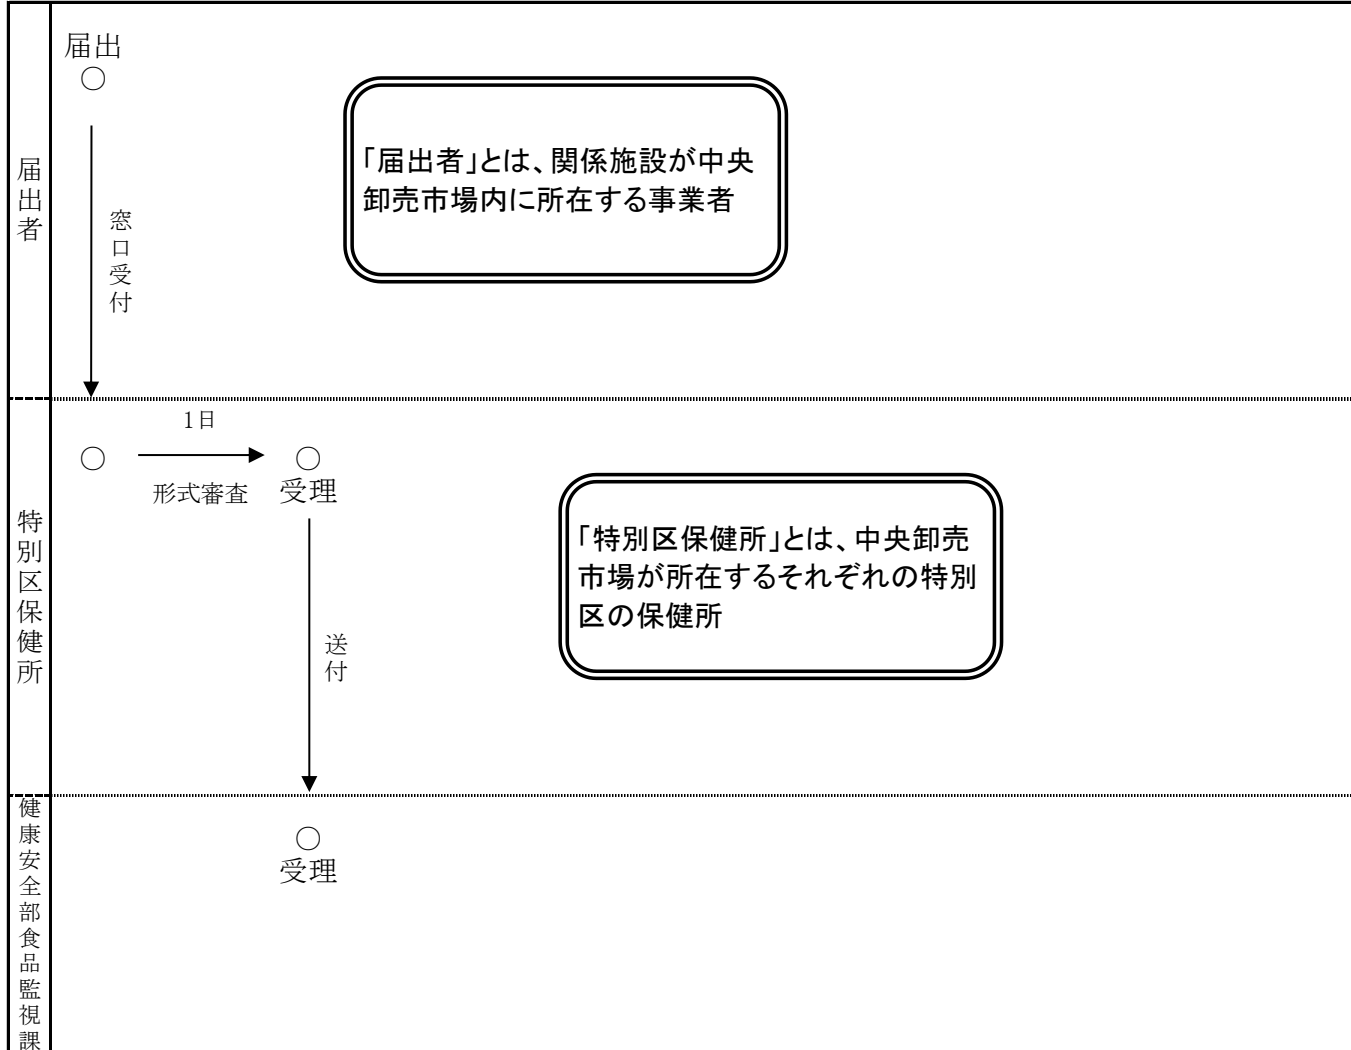 届出者
届出
窓口受付
「届出者」とは、関係施設が中央
卸売市場内に所在する事業者
特別区保健所
1日
形式審査
受理
送付
「特別区保健所」とは、中央卸売
市場が所在するそれぞれの特別
区の保健所
健康安全部食品監視課
受理